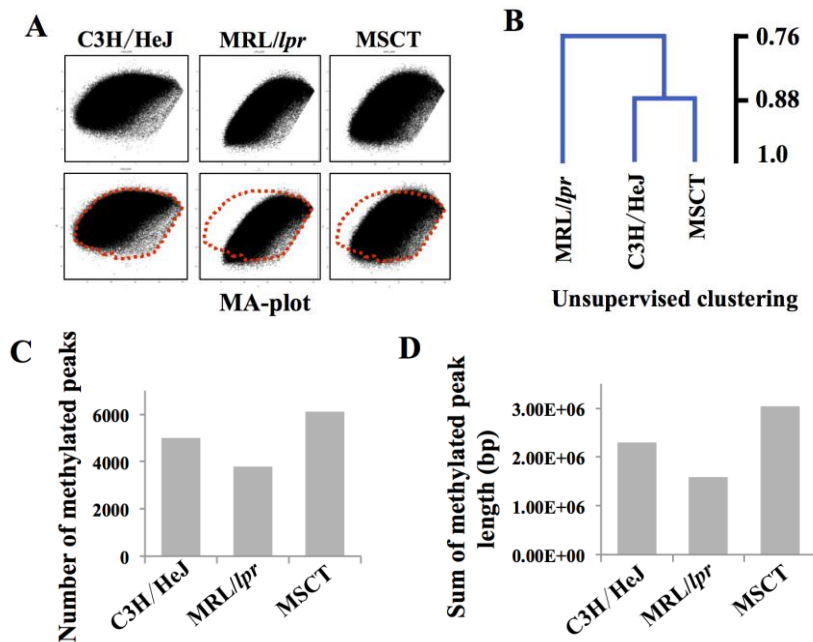 A
C3H/HeJ
MRL/lpr
MSCT
MA-plot
B
0.76
0.88
1.0
MRL/lpr
C3H/HeJ
MSCT
Unsupervised clustering
C
Number of methylated peaks
6000
4000
2000
0
C3H/HeJ
MRL/lpr
MSCT
D
Sum of methylated peak
length (bp)
3.00E+06
2.00E+06
1.00E+06
0.00E+00
C3H/HeJ
MRL/lpr
MSCT